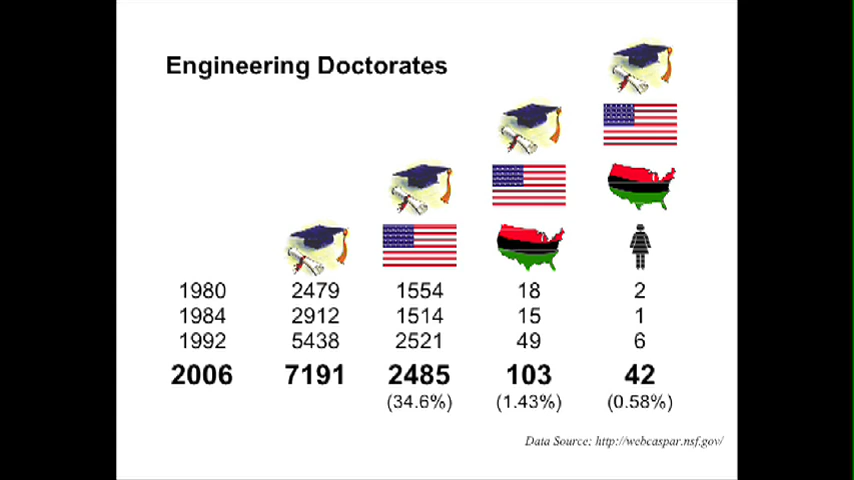 Engineering Doctorates
1980 2479 1554 18 2
1984 2912 1514 15 1
1992 5438 2521 49 6
2006 7191 2485 103 42
(34.6%) (1.43%) (0.58%)
Data Source: http://webcaspar.nsf.gov/